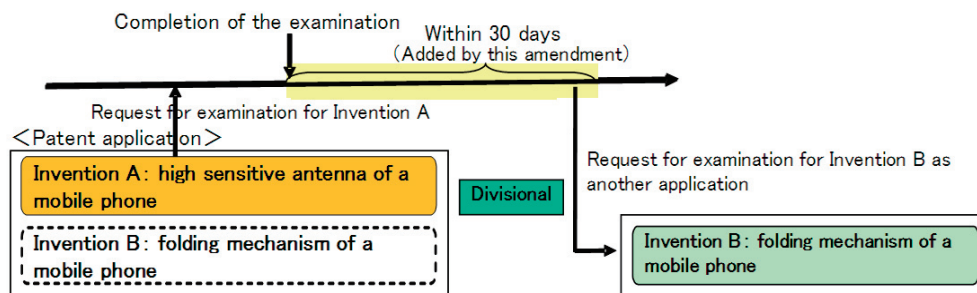 Completion of the examination
Within 30 days
(Added by this amendment)
Request for examination for Invention A
<Patent application>
Invention A: high sensitive antenna of a
mobile phone
Invention B: folding mechanism of a
mobile phone
Divisional
Request for examination for Invention B as
another application
Invention B: folding mechanism of a
mobile phone